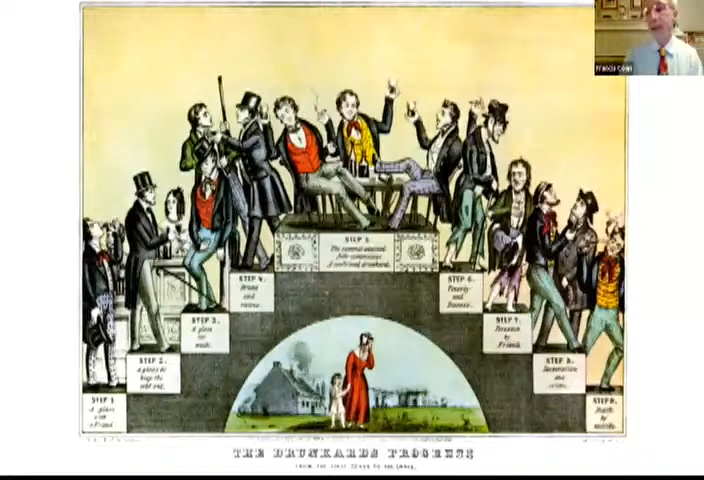 STEP 5
The summit attained
Jolly companions
A confirmed drunkard.
STEP 4.
Drunk
and
riotous.
STEP 6.
Poverty
and
Disease.
STEP 3.
A glass
too
much.
STEP 7.
Forsaken
by
Friends
STEP 2.
A glass to
keep the
cold out.
STEP 8.
Desperation
and
crime.
STEP 1
A glass
with
a Friend.
STEP 9.
Death
by
suicide.
THE DRUNKARDS PROGRESS
FROM THE FIRST GLASS TO THE GRAVE.